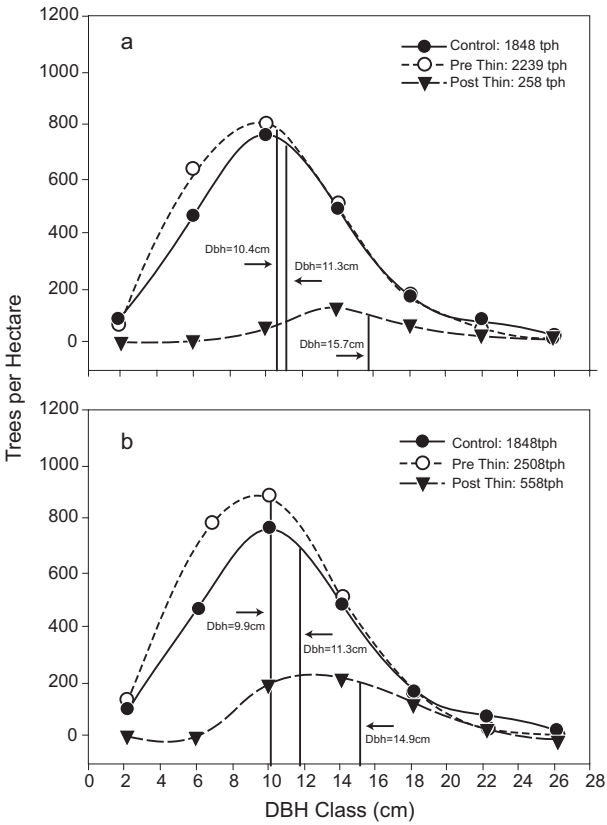 1200
a
Control: 1848 tph
Pre Thin: 2239 tph
Post Thin: 258 tph
1000
800
600
400
200
0
Dbh=10.4cm
Dbh=11.3cm
Dbh=15.7cm
Trees per Hectare
1200
b
Control: 1848tph
Pre Thin: 2508tph
Post Thin: 558tph
1000
800
600
400
200
0
Dbh=9.9cm
Dbh=11.3cm
Dbh=14.9cm
0 2 4 6 8 10 12 14 16 18 20 22 24 26 28
DBH Class (cm)